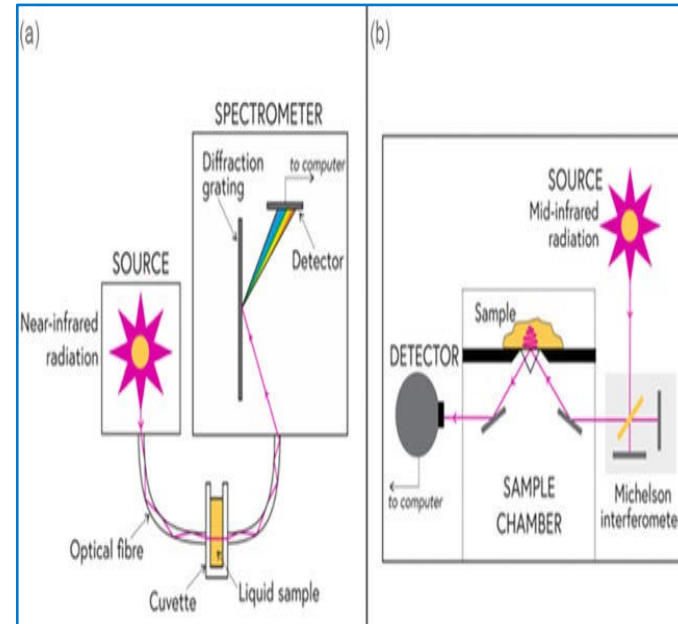 (a)
SPECTROMETER
Diffraction
grating
to computer
Detector
SOURCE
Near-infrared
radiation
Optical fibre
Cuvette
Liquid sample
(b)
SOURCE
Mid-infrared
radiation
Sample
DETECTOR
to computer
SAMPLE
CHAMBER
Michelson
interferomete